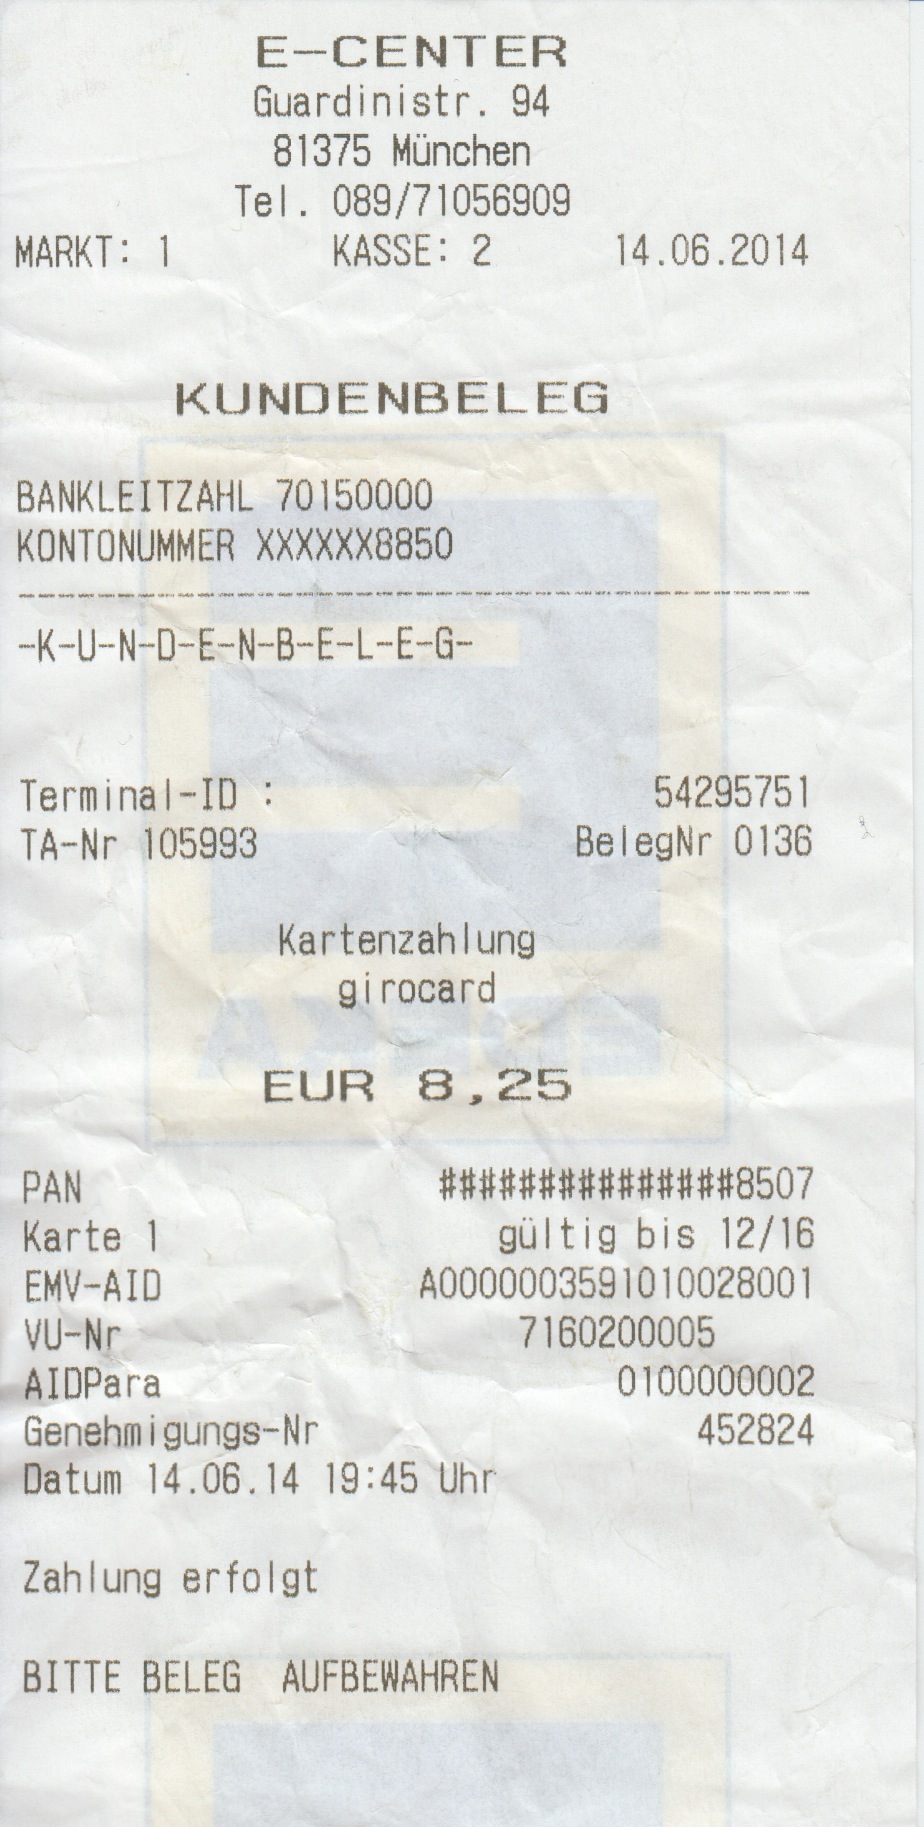 E-CENTER
Guardinistr. 94
81375 München
Tel. 089/71056909
MARKT: 1 KASSE: 2 14.06.2014
KUNDENBELEG
BANKLEITZAHL 70150000
KONTONUMMER XXXXXX8850
-K-U-N-D-E-N-B-E-L-E-G-
Terminal-ID : 54295751
TA-Nr 105993 BelegNr 0136
Kartenzahlung
girocard
EDEKA
EUR 8,25
PAN ###############8507
Karte 1 gültig bis 12/16
EMV-AID A0000003591010028001
VU-Nr 7160200005
AIDPara 0100000002
Genehmigungs-Nr 452824
Datum 14.06.14 19:45 Uhr
Zahlung erfolgt
BITTE BELEG AUFBEWAHREN